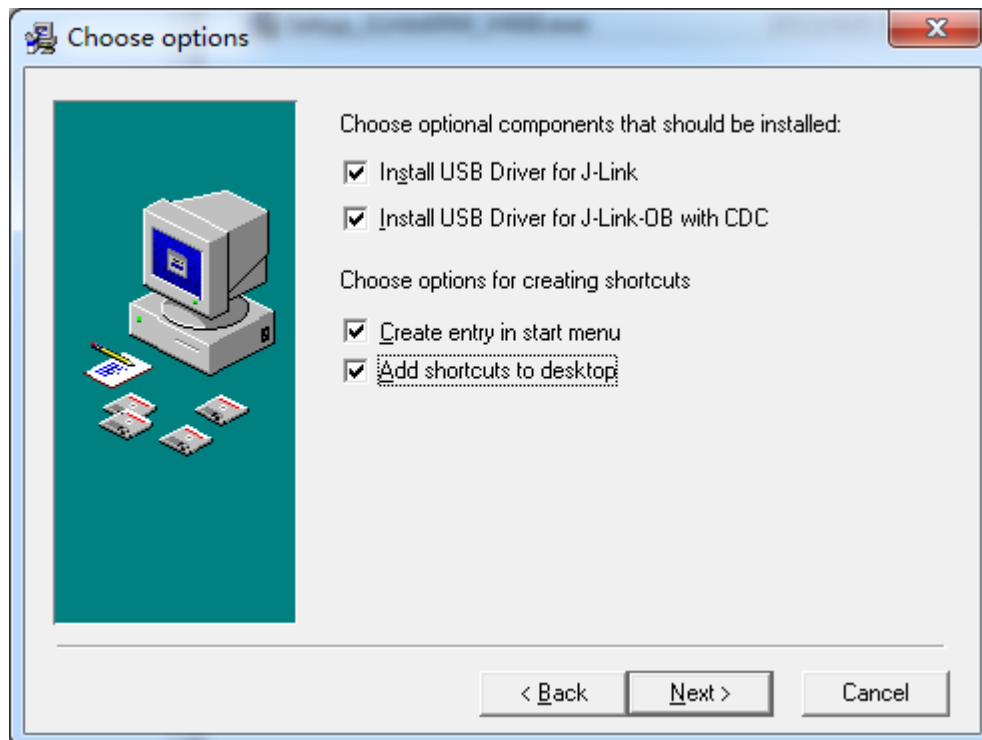 Choose options
Choose optional components that should be installed:
Install USB Driver for J-Link
Install USB Driver for J-Link-OB with CDC
Choose options for creating shortcuts
Create entry in start menu
Add shortcuts to desktop
< Back
Next >
Cancel